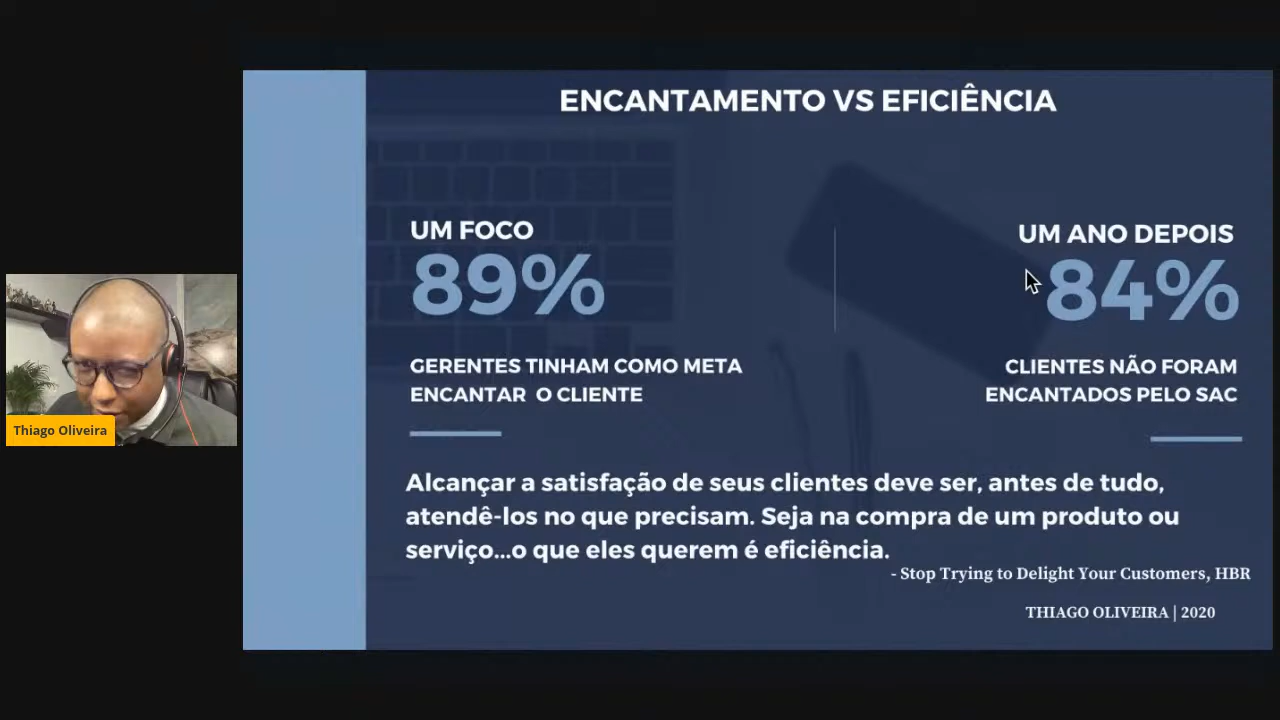 ENCANTAMENTO VS EFICIÊNCIA
UM FOCO
89%
GERENTES TINHAM COMO META
ENCANTAR O CLIENTE
UM ANO DEPOIS
84%
CLIENTES NÃO FORAM
ENCANTADOS PELO SAC
Alcançar a satisfação de seus clientes deve ser, antes de tudo,
atendê-los no que precisam. Seja na compra de um produto ou
serviço...o que eles querem é eficiência.
- Stop Trying to Delight Your Customers, HBR
THIAGO OLIVEIRA | 2020
Thiago Oliveira